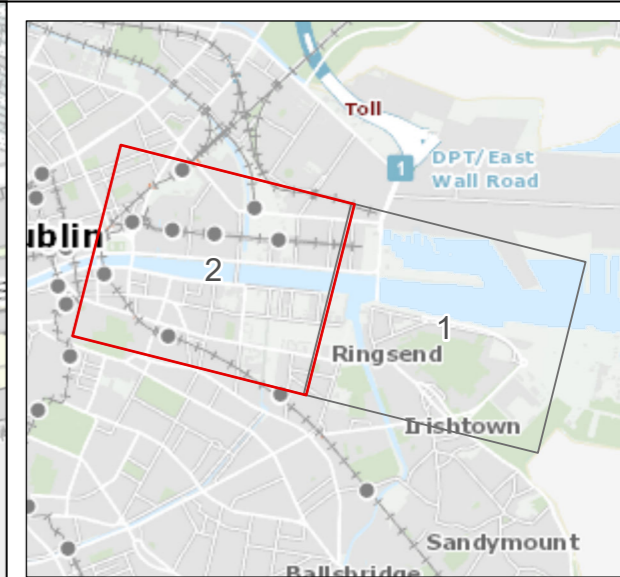 Toll
1
DPT/East
Wall Road
ublin
2
1
Ringsend
Irishtown
Sandymount
Ballsbridge